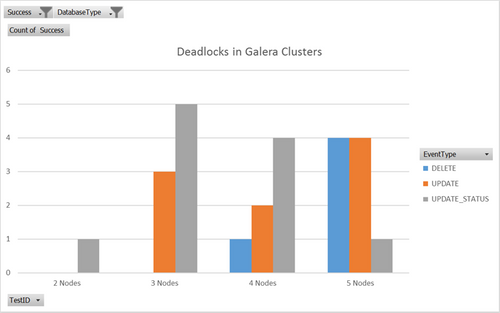 Success DatabaseType
Count of Success
Deadlocks in Galera Clusters
6
5
4
3
2
1
0
2 Nodes 3 Nodes 4 Nodes 5 Nodes
EventType
DELETE
UPDATE
UPDATE_STATUS
TestID